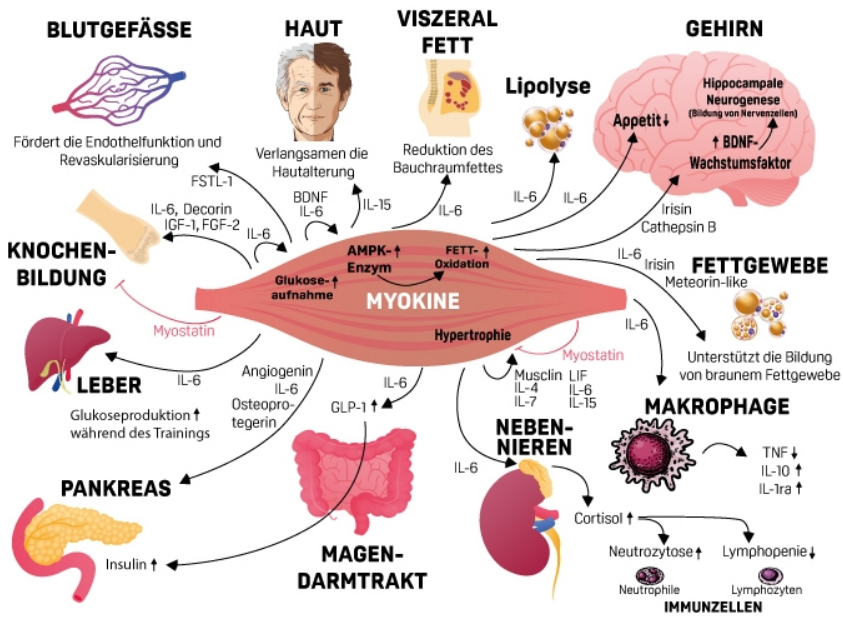 BLUTGEFÄSSE
Fördert die Endothelfunktion und
Revaskularisierung
FSTL-1
HAUT
Verlangsamen die
Hautalterung
BDNF
IL-6
IL-15
VISZERAL
FETT
Reduktion des
Bauchraumfettes
IL-6
Lipolyse
IL-6
IL-6
GEHIRN
Hippocampale
Neurogenese
(Bildung von Nervenzellen)
Appetit↓
↑ BDNF-
Wachstumsfaktor
Irisin
Cathepsin B
IL-6, Decorin
IGF-1, FGF-2
IL-6
KNOCHEN-
BILDUNG
Myostatin
AMPK-↑
Enzym
FETT-↑
Oxidation
Glukose-↑
aufnahme
MYOKINE
Hypertrophie
IL-6
Irisin
Meteorin-like
FETTGEWEBE
Unterstützt die Bildung
von braunem Fettgewebe
LEBER
IL-6
Glukoseproduktion ↑
während des Trainings
Angiogenin
IL-6
Osteopro-
tegerin
IL-6
GLP-1 ↑
Myostatin
Musclin
IL-4
IL-7
LIF
IL-6
IL-15
IL-6
MAKROPHAGE
TNF ↓
IL-10 ↑
IL-1ra ↑
PANKREAS
Insulin ↑
MAGEN-
DARMTRAKT
NEBEN-
NIEREN
IL-6
Cortisol ↑
Neutrozytose ↑
Lymphopenie ↓
Neutrophile
Lymphozyten
IMMUNZELLEN